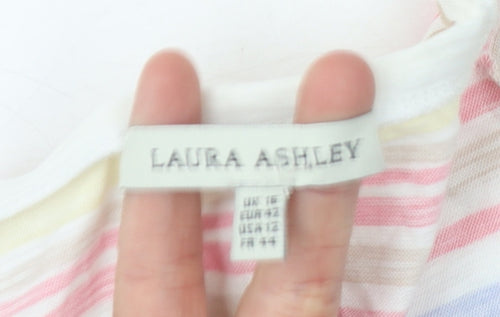 LAURA ASHLEY
UK 16
EUR 42
USA 12
FR 44